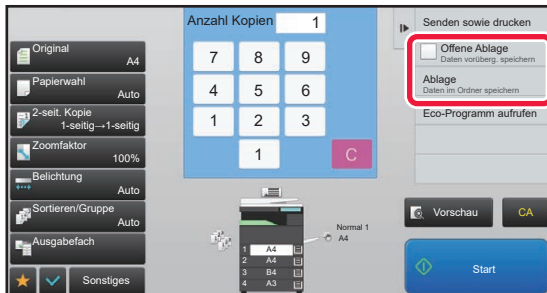 Anzahl Kopien 1
Original
A4
Papierwahl
Auto
2-seit. Kopie
1-seitig→1-seitig
Zoomfaktor
100%
Belichtung
Auto
Sortieren/Gruppe
Auto
Ausgabefach
Sonstiges
7 8 9
4 5 6
1 2 3
1 C
Normal 1
A4
1 A4
2 A4
3 B4
4 A3
Senden sowie drucken
Offene Ablage
Daten vorüberg. speichern
Ablage
Daten im Ordner speichern
Eco-Programm aufrufen
Vorschau CA
Start